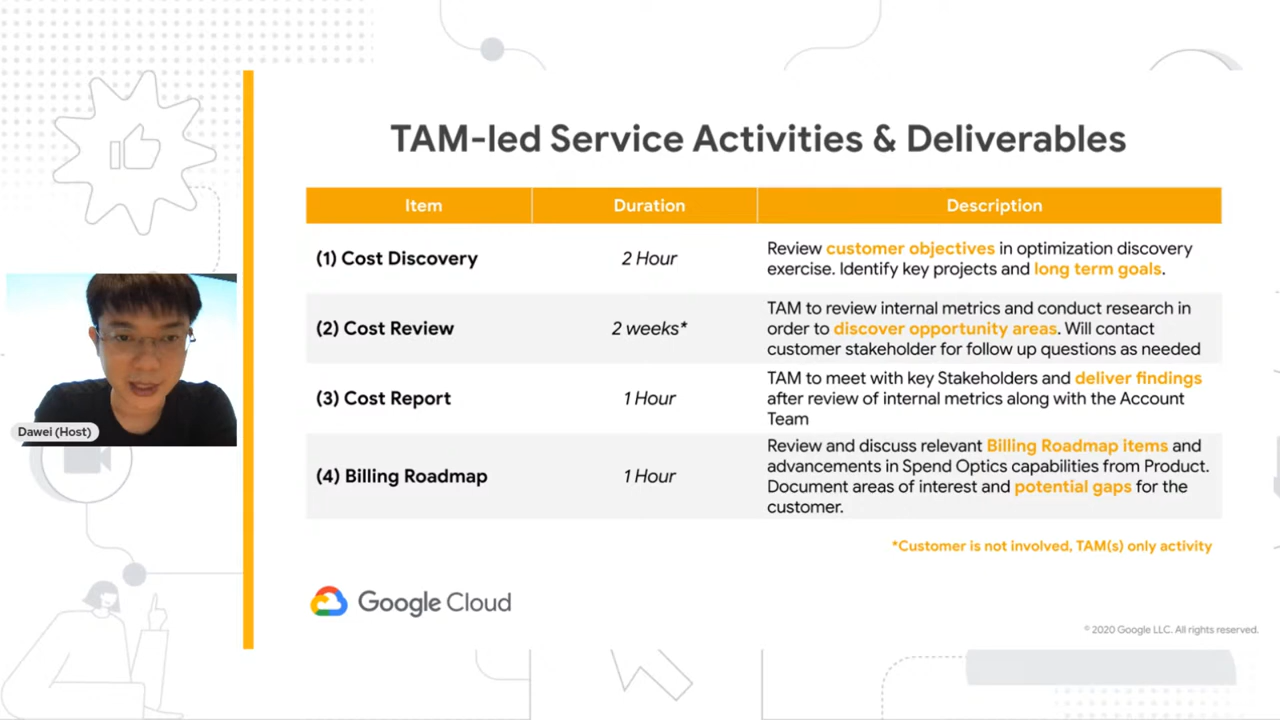 TAM-led Service Activities & Deliverables
Item Duration Description
(1) Cost Discovery 2 Hour Review customer objectives in optimization discovery
exercise. Identify key projects and long term goals.
(2) Cost Review 2 weeks* TAM to review internal metrics and conduct research in
order to discover opportunity areas. Will contact
customer stakeholder for follow up questions as needed
(3) Cost Report 1 Hour TAM to meet with key Stakeholders and deliver findings
after review of internal metrics along with the Account
Team
(4) Billing Roadmap 1 Hour Review and discuss relevant Billing Roadmap items and
advancements in Spend Optics capabilities from Product.
Document areas of interest and potential gaps for the
customer.
*Customer is not involved, TAM(s) only activity
Dawei (Host)
Google Cloud
© 2020 Google LLC. All rights reserved.